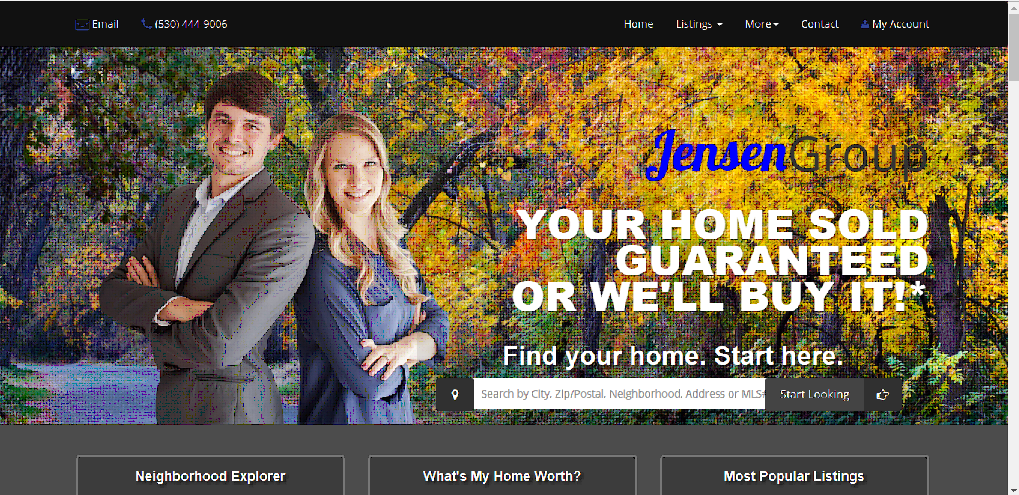 Email (530) 444-9006 Home Listings More Contact My Account
JensenGroup
YOUR HOME SOLD
GUARANTEED
OR WE'LL BUY IT!*
Find your home. Start here.
Search by City, Zip/Postal, Neighborhood, Address or MLS# Start Looking
Neighborhood Explorer What's My Home Worth? Most Popular Listings